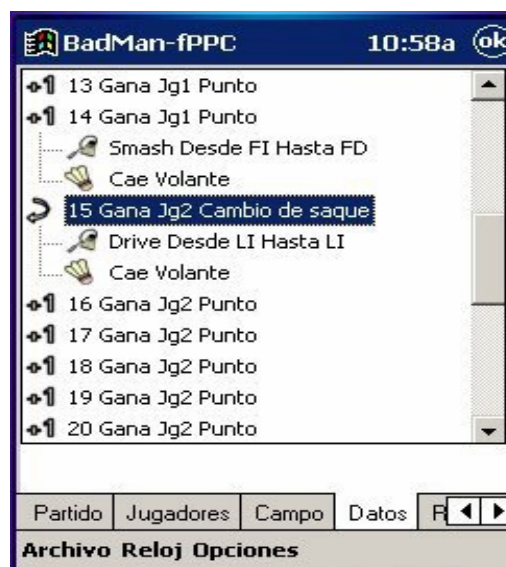 BadMan-fPPC 10:58a ok
13 Gana Jg1 Punto
14 Gana Jg1 Punto
Smash Desde FI Hasta FD
Cae Volante
15 Gana Jg2 Cambio de saque
Drive Desde LI Hasta LI
Cae Volante
16 Gana Jg2 Punto
17 Gana Jg2 Punto
18 Gana Jg2 Punto
19 Gana Jg2 Punto
20 Gana Jg2 Punto
Partido Jugadores Campo Datos R
Archivo Reloj Opciones